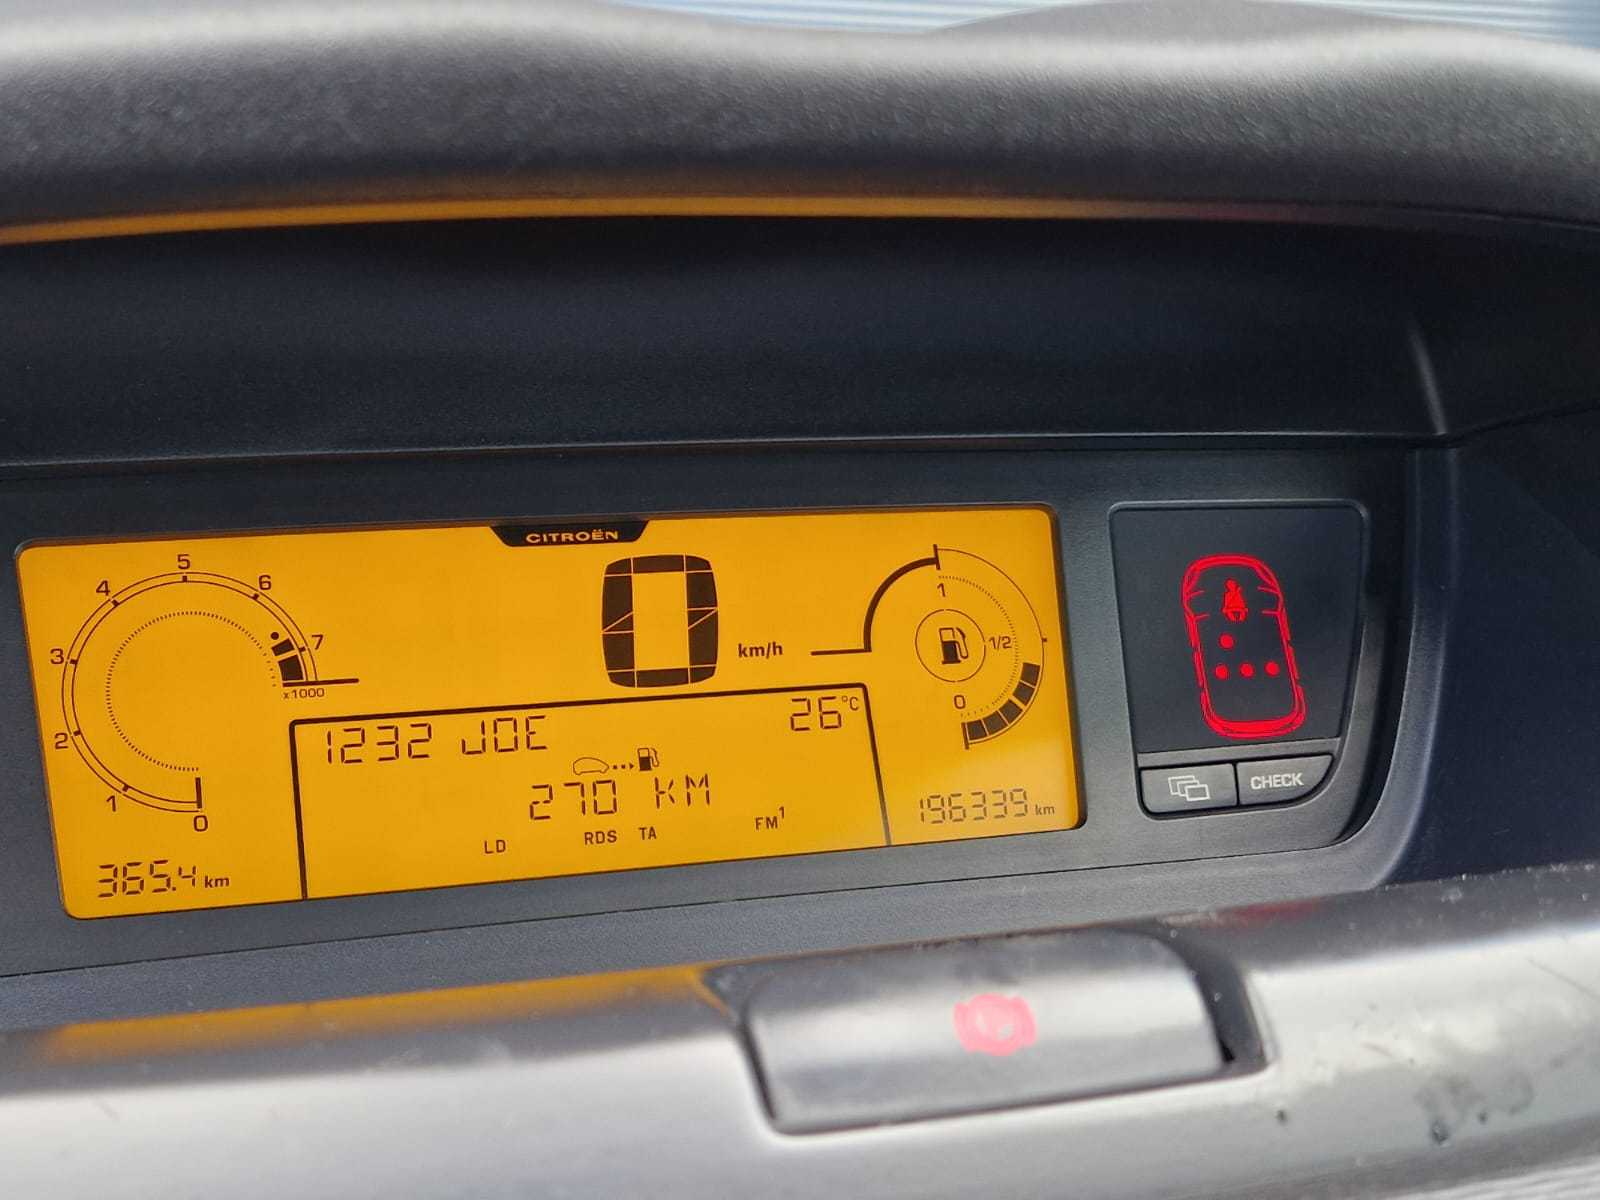 CITROËN
5
4
6
3
7
x1000
2
1
0
0 km/h
1
1/2
0
1232 JOE
26°C
270 KM
LD RDS TA FM1
365.4 km
196339 km
CHECK